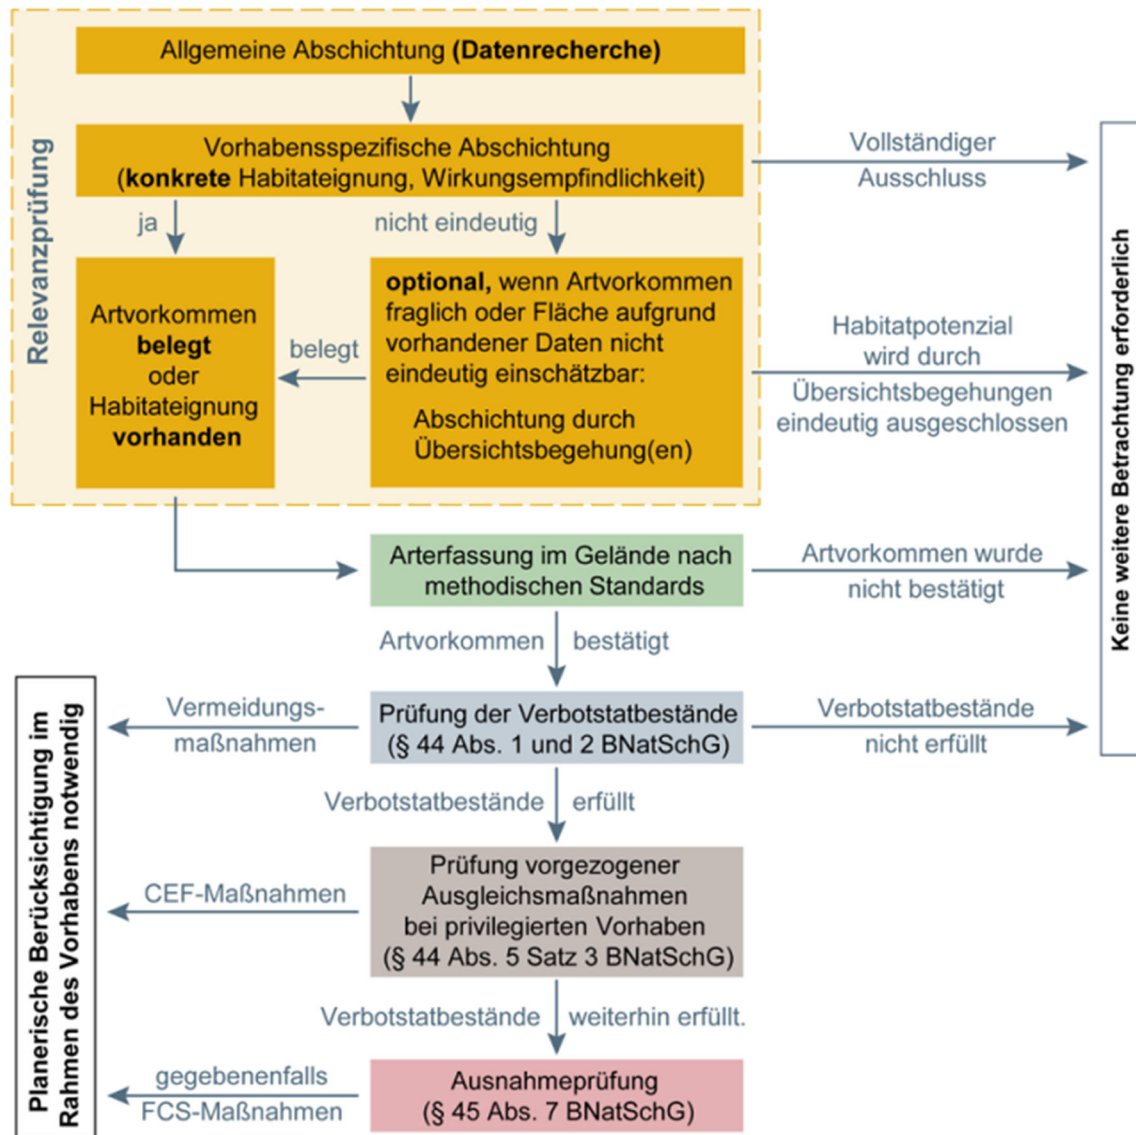 Relevanzprüfung
Allgemeine Abschichtung (Datenrecherche)
Vorhabensspezifische Abschichtung
(konkrete Habitateignung, Wirkungsempfindlichkeit)
Vollständiger
Ausschluss
ja
nicht eindeutig
Artvorkommen
belegt
oder
Habitateignung
vorhanden
belegt
optional, wenn Artvorkommen
fraglich oder Fläche aufgrund
vorhandener Daten nicht
eindeutig einschätzbar:
Abschichtung durch
Übersichtsbegehung(en)
Habitatpotenzial
wird durch
Übersichtsbegehungen
eindeutig ausgeschlossen
Keine weitere Betrachtung erforderlich
Arterfassung im Gelände nach
methodischen Standards
Artvorkommen wurde
nicht bestätigt
Artvorkommen bestätigt
Planerische Berücksichtigung im
Rahmen des Vorhabens notwendig
Vermeidungs-
maßnahmen
Prüfung der Verbotstatbestände
(§ 44 Abs. 1 und 2 BNatSchG)
Verbotstatbestände
nicht erfüllt
Verbotstatbestände erfüllt
CEF-Maßnahmen
Prüfung vorgezogener
Ausgleichsmaßnahmen
bei privilegierten Vorhaben
(§ 44 Abs. 5 Satz 3 BNatSchG)
Verbotstatbestände weiterhin erfüllt.
gegebenenfalls
FCS-Maßnahmen
Ausnahmeprüfung
(§ 45 Abs. 7 BNatSchG)